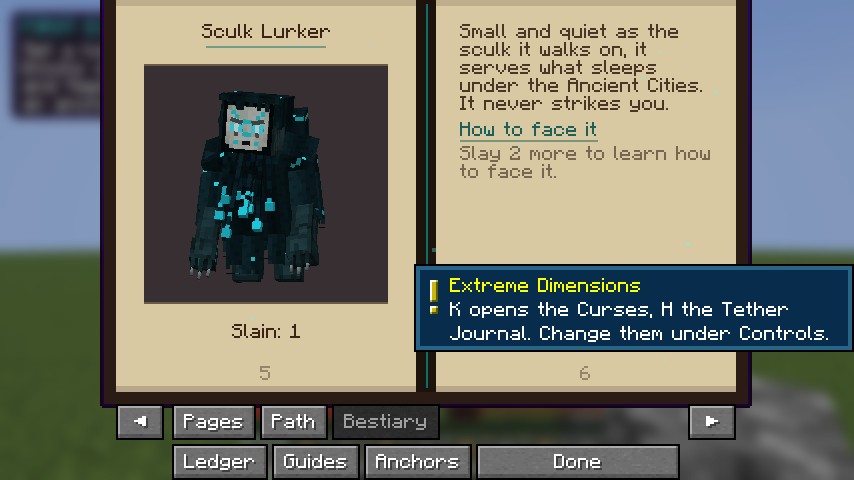 Sculk Lurker
Slain: 1
5
Small and quiet as the
sculk it walks on, it
serves what sleeps
under the Ancient Cities.
It never strikes you.
How to face it
Slay 2 more to learn how
to face it.
Extreme Dimensions
K opens the Curses, H the Tether
Journal. Change them under Controls.
6
Pages
Path
Bestiary
Ledger
Guides
Anchors
Done